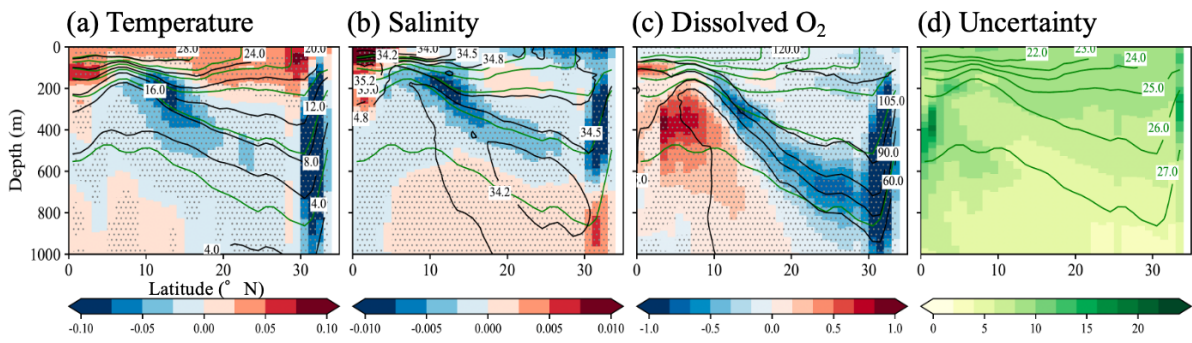 (a) Temperature
(b) Salinity
(c) Dissolved O₂
(d) Uncertainty
Depth (m)
0
200
400
600
800
1000
28.0
24.0
20.0
16.0
12.0
8.0
4.0
4.0
34.2
34.0
34.5
34.8
35.2
4.8
34.5
34.2
120.0
105.0
90.0
60.0
22.0
23.0
24.0
25.0
26.0
27.0
0 10 20 30
0 10 20 30
0 10 20 30
0 10 20 30
Latitude (° N)
-0.10 -0.05 0.00 0.05 0.10
-0.010 -0.005 0.000 0.005 0.010
-1.0 -0.5 0.0 0.5 1.0
0 5 10 15 20